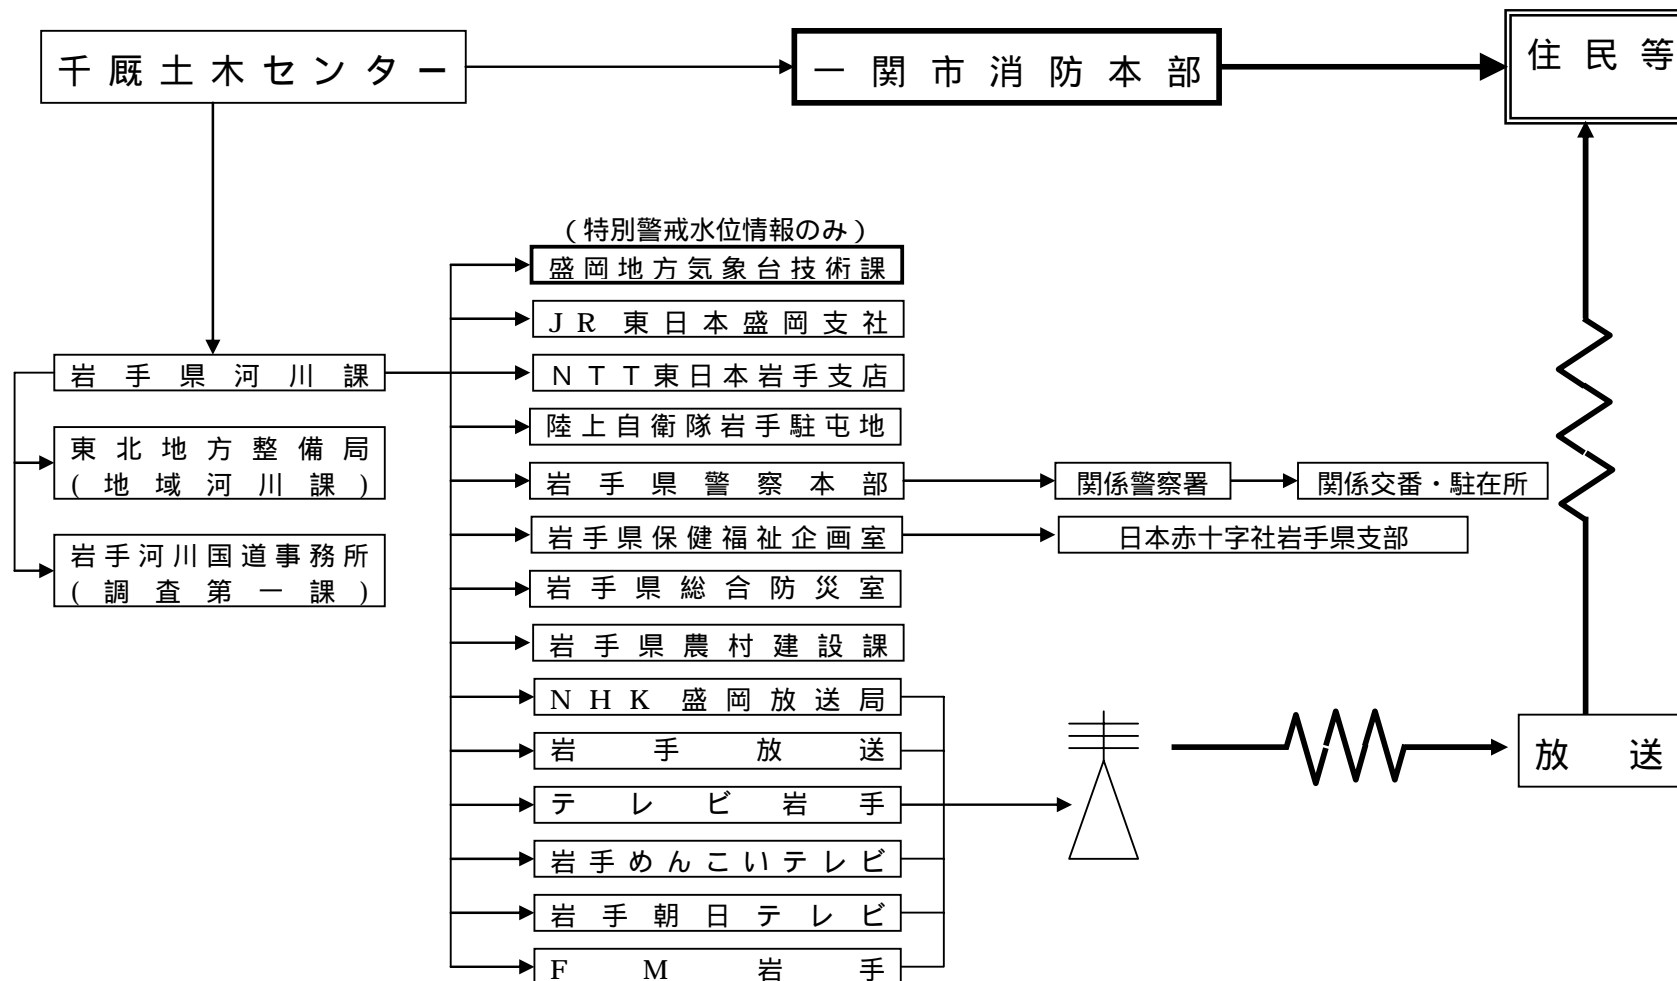 千厩土木センター
一関市消防本部
住民等
(特別警戒水位情報のみ)
盛岡地方気象台技術課
JR東日本盛岡支社
岩手県河川課
NTT東日本岩手支店
陸上自衛隊岩手駐屯地
東北地方整備局
(地域河川課)
岩手県警察本部
関係警察署
関係交番・駐在所
岩手県保健福祉企画室
日本赤十字社岩手県支部
岩手河川国道事務所
(調査第一課)
岩手県総合防災室
岩手県農村建設課
NHK盛岡放送局
岩手放送
放送
テレビ岩手
岩手めんこいテレビ
岩手朝日テレビ
FM岩手